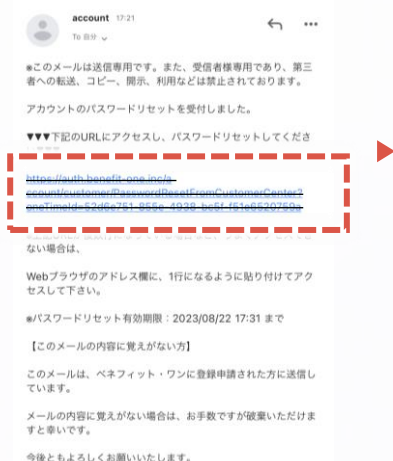 account 17:21
To 自分
※このメールは送信専用です。また、受信者様専用であり、第三
者への転送、コピー、開示、利用などは禁止されております。
アカウントのパスワードリセットを受付しました。
▼▼▼下記のURLにアクセスし、パスワードリセットしてくださ
https://auth.benefit-one.inc/a
ccount/customer/PasswordResetFromCustomerCenter?
oneTimeId=52d6e751-855e-4938-bc5f-f51e6520759a
ない場合は、
Webブラウザのアドレス欄に、1行になるように貼り付けてアク
セスして下さい。
※パスワードリセット有効期限：2023/08/22 17:31 まで
【このメールの内容に覚えがない方】
このメールは、ベネフィット・ワンに登録申請された方に送信し
ています。
メールの内容に覚えがない場合は、お手数ですが破棄いただけま
すと幸いです。
今後ともよろしくお願いいたします。